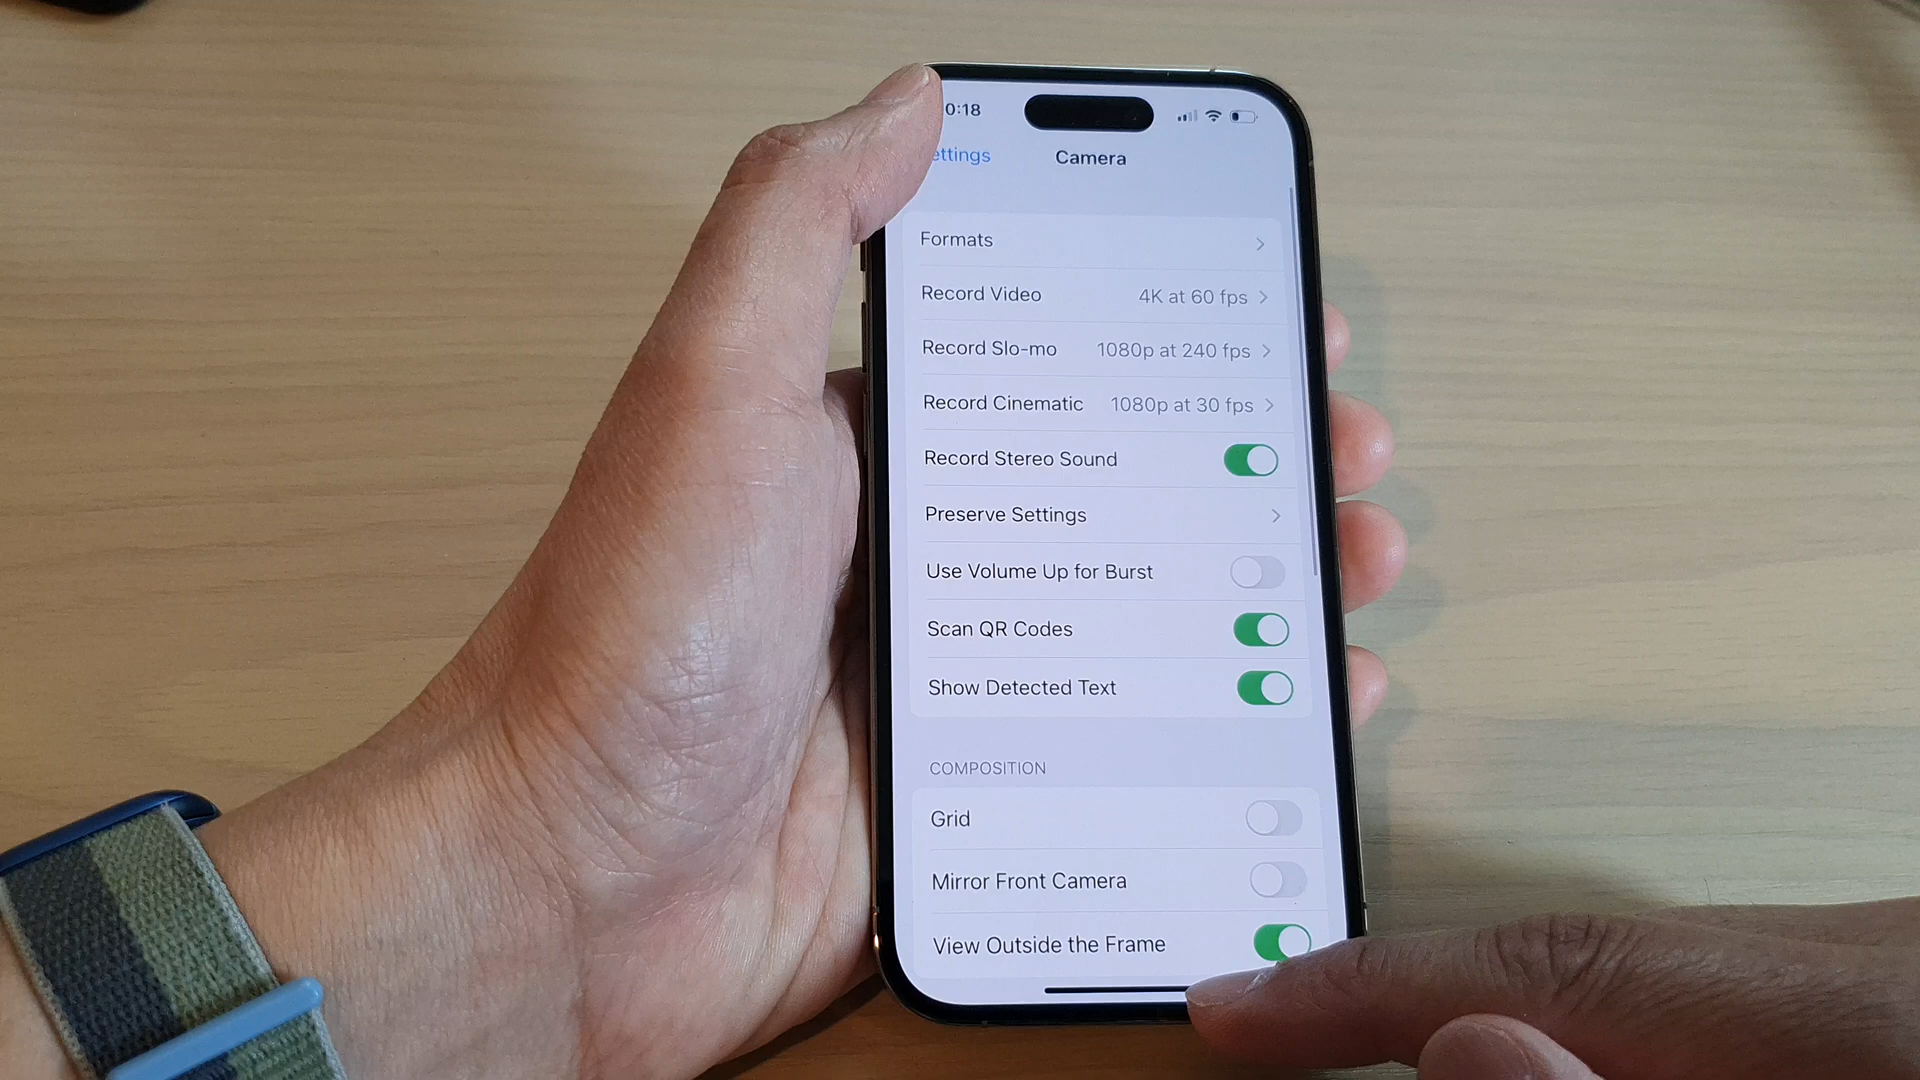 0:18
ettings
Camera
Formats
Record Video 4K at 60 fps
Record Slo-mo 1080p at 240 fps
Record Cinematic 1080p at 30 fps
Record Stereo Sound
Preserve Settings
Use Volume Up for Burst
Scan QR Codes
Show Detected Text
COMPOSITION
Grid
Mirror Front Camera
View Outside the Frame